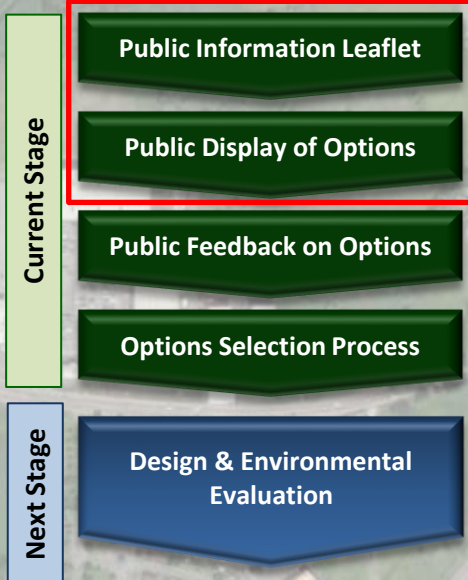 Current Stage
Public Information Leaflet
Public Display of Options
Public Feedback on Options
Options Selection Process
Next Stage
Design & Environmental
Evaluation